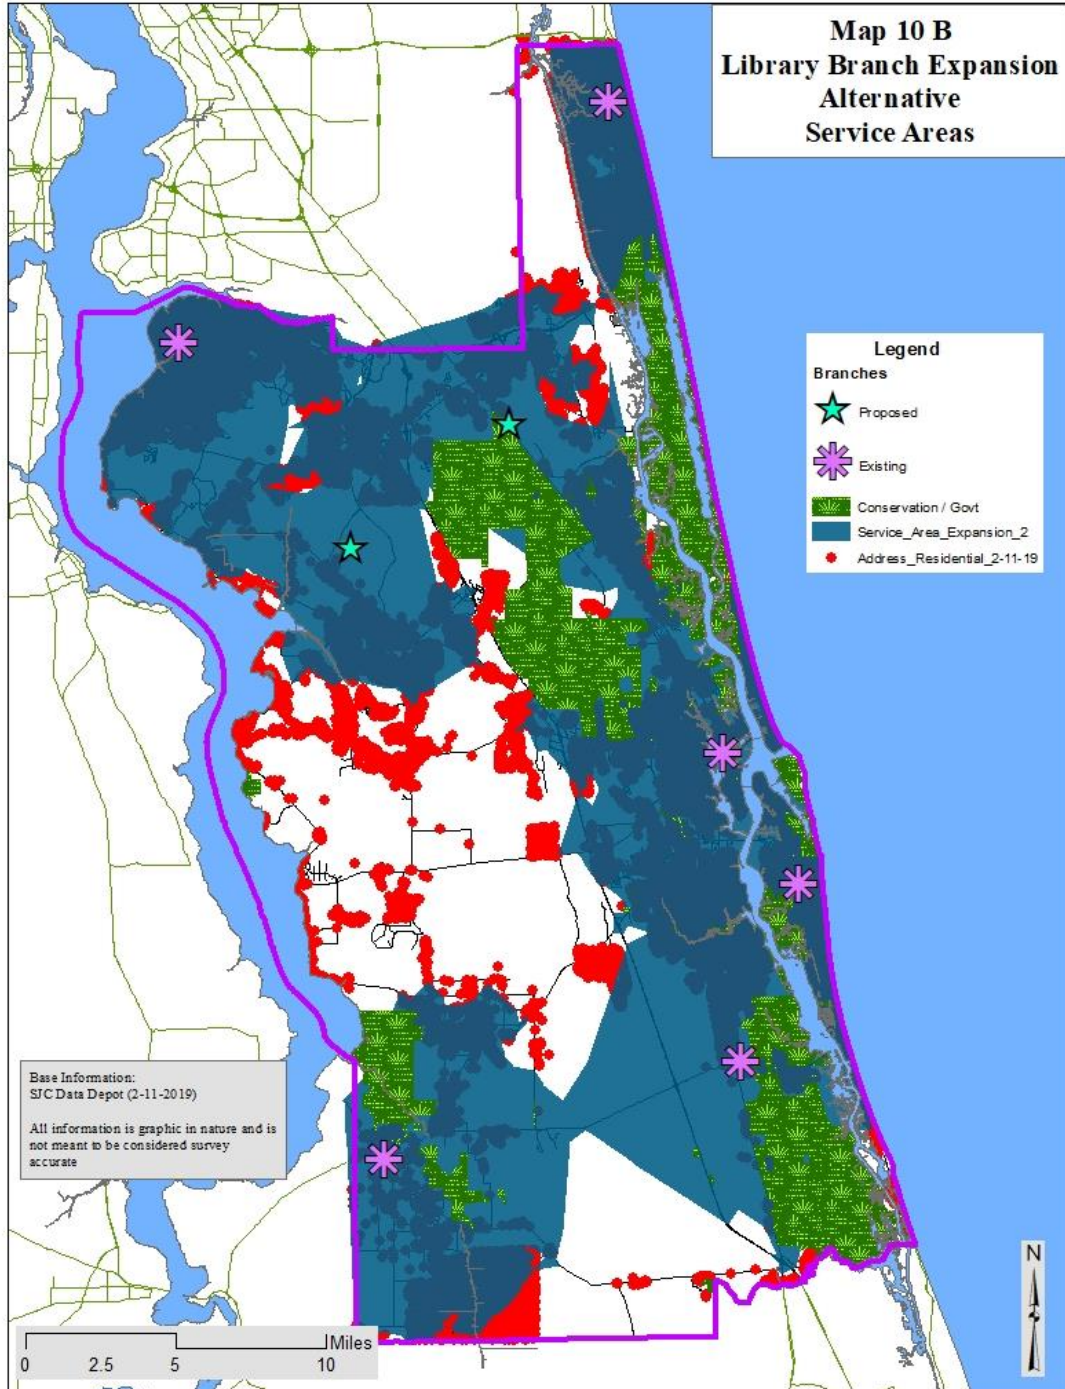 Map 10 B
Library Branch Expansion
Alternative
Service Areas
Legend
Branches
Proposed
Existing
Conservation / Govt
Service_Area_Expansion_2
Address_Residential_2-11-19
Base Information:
SJC Data Depot (2-11-2019)
All information is graphic in nature and is
not meant to be considered survey
accurate
N
Miles
0 2.5 5 10